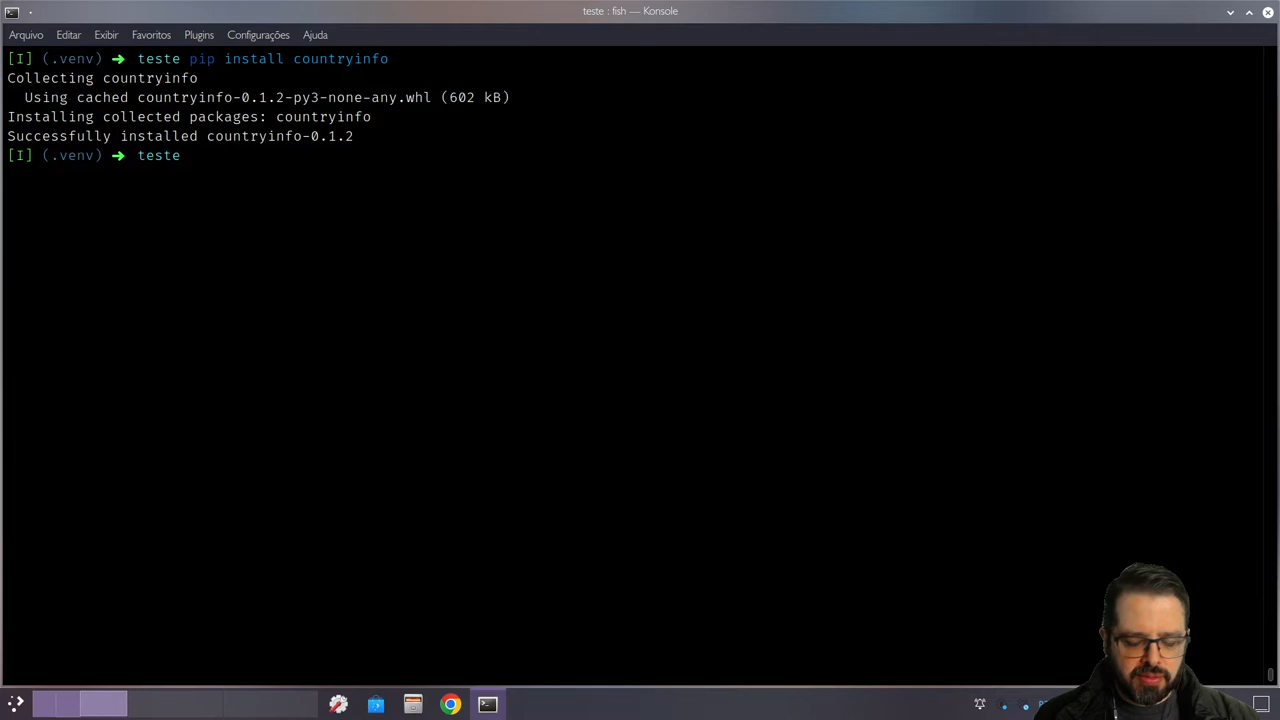 teste : fish — Konsole
Arquivo Editar Exibir Favoritos Plugins Configurações Ajuda
[I] (.venv) ➜ teste pip install countryinfo
Collecting countryinfo
Using cached countryinfo-0.1.2-py3-none-any.whl (602 kB)
Installing collected packages: countryinfo
Successfully installed countryinfo-0.1.2
[I] (.venv) ➜ teste